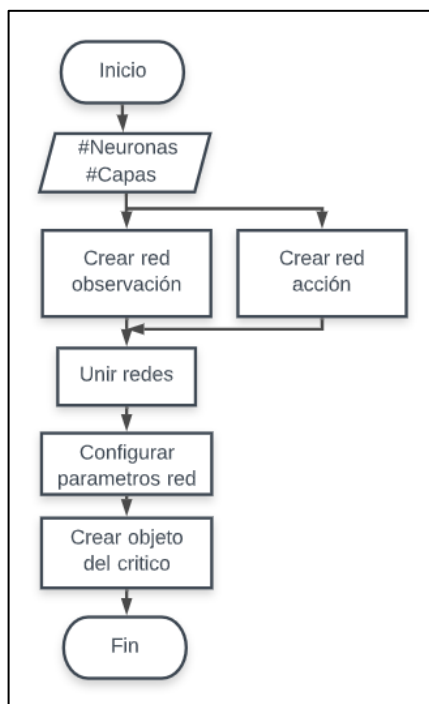 Inicio
#Neuronas
#Capas
Crear red
observación
Crear red
acción
Unir redes
Configurar
parametros red
Crear objeto
del critico
Fin